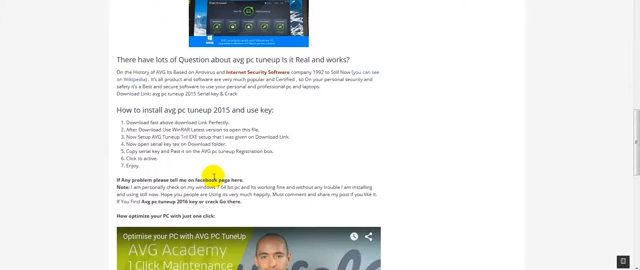 There have lots of Question about avg pc tuneup is it Real and works?
On the History of AVG Its Based on Antivirus and Internet Security Software company 1992 to Still Now (you can see
on Wikipedia). It's all product and software are very much popular and Certified, so On your personal Security and
safety it's a Best and secure software to use your personal end professional pc and laptops.
Download Link: avg pc tuneup 2015 Serial key & Crack
How to install avg pc tuneup 2015 and use key:
1. Download fast above download Link Perfectly.
2. After Download Use WinRAR Latest version to open this file.
3. Now Setup AVG Tuneup Trial EXE setup that I was given on Download Link.
4. Now open serial key tex on Download folder.
5. Copy serial key and Past it on the AVG pc tuneup Registration box.
6. Click to active.
7. Enjoy.
If Any problem please tell me on facebook page here.
Note: I am personally check on my windows 7 64 bit pc and its working fine and without any trouble I am installing
and using still now. Hope you people are Using its very much happily. Must comment and share my post if you like it.
If You Find Avg pc tuneup 2016 key or crack Go there.
How optimize your PC with just one click:
Optimise your PC with AVG PC TuneUp
AVG Academy
1 Click Maintenance